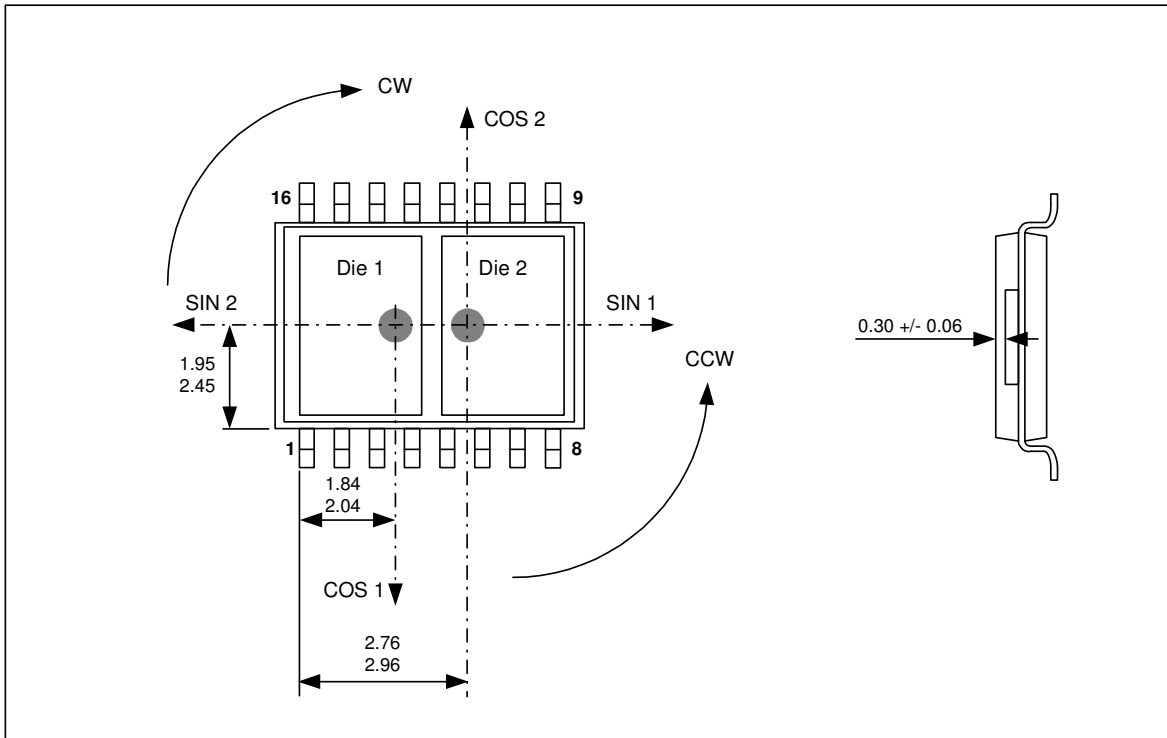 CW
COS 2
16
9
Die 1
Die 2
SIN 2
SIN 1
0.30 +/- 0.06
1.95
2.45
CCW
1
8
1.84
2.04
COS 1
2.76
2.96